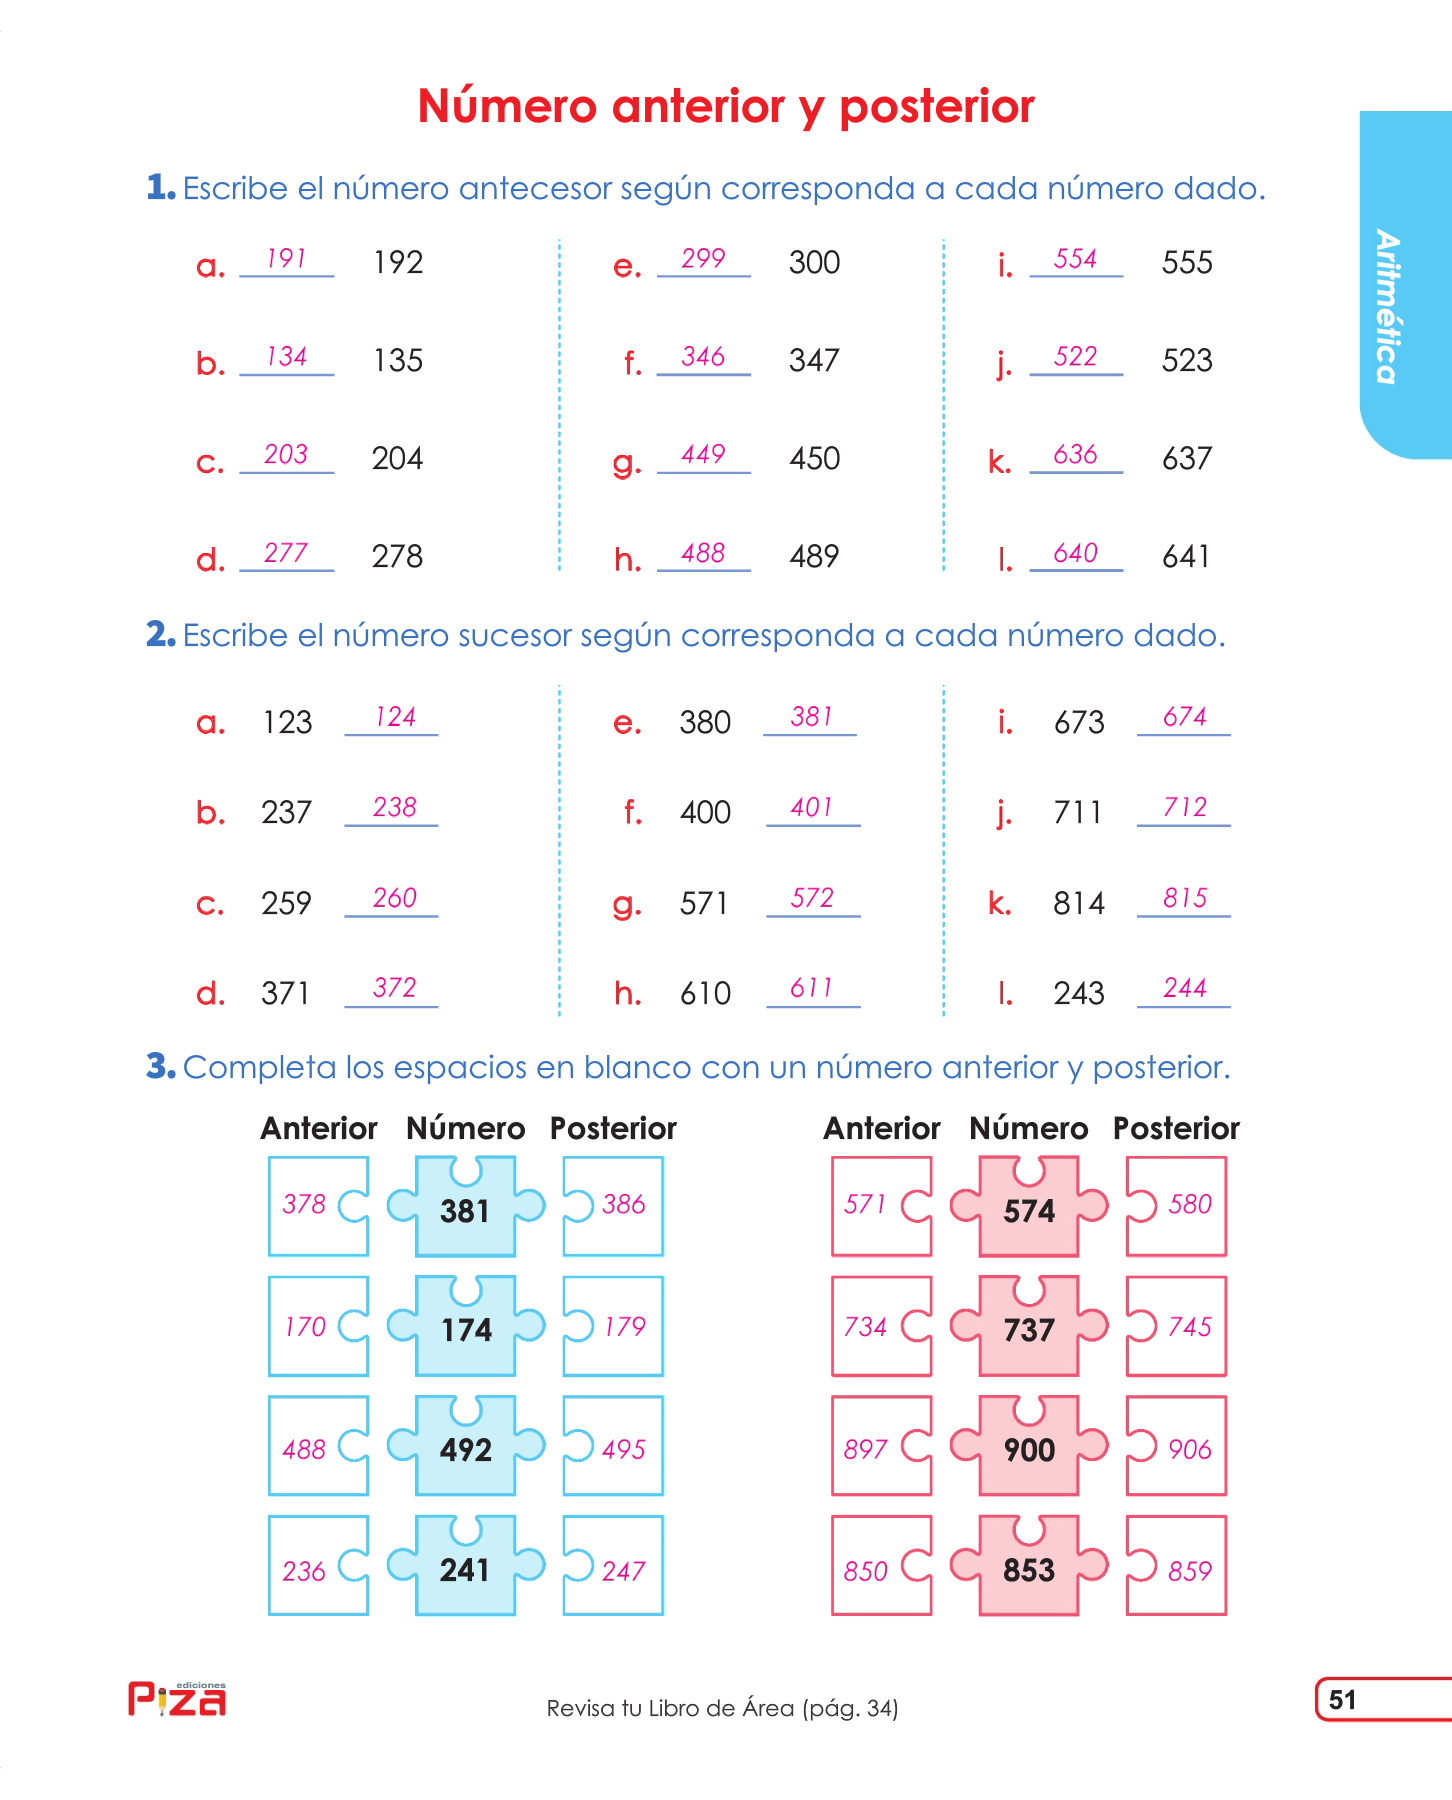 Número anterior y posterior
Aritmética
1. Escribe el número antecesor según corresponda a cada número dado.
a. 191 192 e. 299 300 i. 554 555
b. 134 135 f. 346 347 j. 522 523
c. 203 204 g. 449 450 k. 636 637
d. 277 278 h. 488 489 l. 640 641
2. Escribe el número sucesor según corresponda a cada número dado.
a. 123 124 e. 380 381 i. 673 674
b. 237 238 f. 400 401 j. 711 712
c. 259 260 g. 571 572 k. 814 815
d. 371 372 h. 610 611 l. 243 244
3. Completa los espacios en blanco con un número anterior y posterior.
Anterior Número Posterior Anterior Número Posterior
378 381 386 571 574 580
170 174 179 734 737 745
488 492 495 897 900 906
236 241 247 850 853 859
ediciones
Piza
Revisa tu Libro de Área (pág. 34)
51